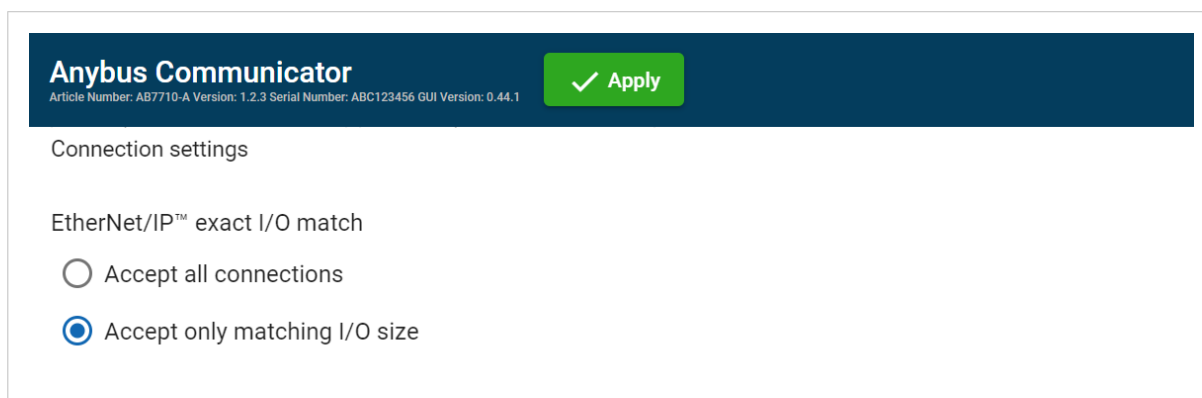 Anybus Communicator
Article Number: AB7710-A Version: 1.2.3 Serial Number: ABC123456 GUI Version: 0.44.1
Apply
Connection settings
EtherNet/IP™ exact I/O match
Accept all connections
Accept only matching I/O size